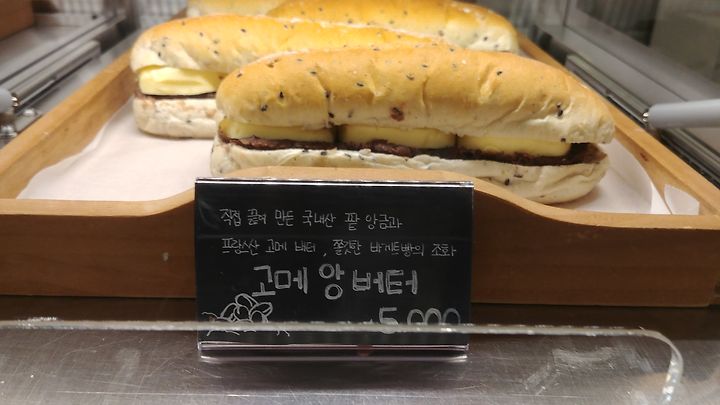 직접 끓여 만든 국내산 팥 앙금과
프랑스산 고메 버터, 쫄깃한 바게트빵의 조화
고메 앙버터
5,000